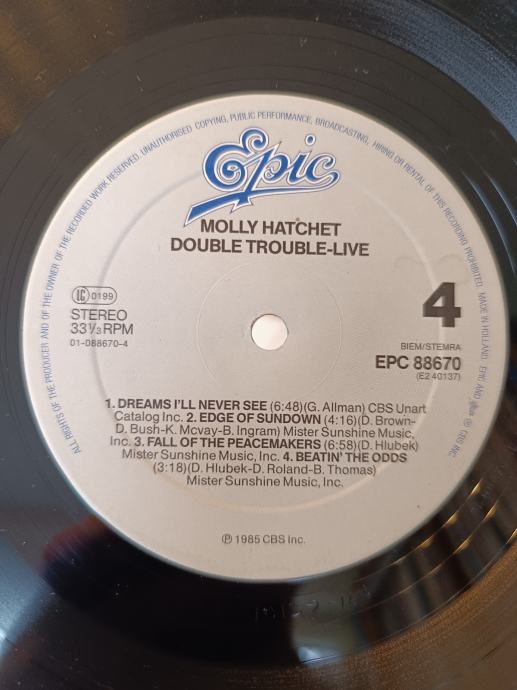 ALL RIGHTS OF THE PRODUCER AND OF THE OWNER OF THE RECORDED WORK RESERVED. UNAUTHORISED COPYING, PUBLIC PERFORMANCE, BROADCASTING, HIRING OR RENTAL OF THIS RECORDING PROHIBITED. MADE IN HOLLAND. EPIC AND
℗ CBS INC.
Epic
MOLLY HATCHET
DOUBLE TROUBLE-LIVE
LC 0199
STEREO
33⅓ RPM
01-088670-4
4
BIEM/STEMRA
EPC 88670
(E2 40137)
1. DREAMS I'LL NEVER SEE (6:48)(G. Allman) CBS Unart
Catalog Inc. 2. EDGE OF SUNDOWN (4:16)(D. Brown-
D. Bush-K. Mcvay-B. Ingram) Mister Sunshine Music,
Inc. 3. FALL OF THE PEACEMAKERS (6:58)(D. Hlubek)
Mister Sunshine Music, Inc. 4. BEATIN' THE ODDS
(3:18)(D. Hlubek-D. Roland-B. Thomas)
Mister Sunshine Music, Inc.
℗ 1985 CBS Inc.